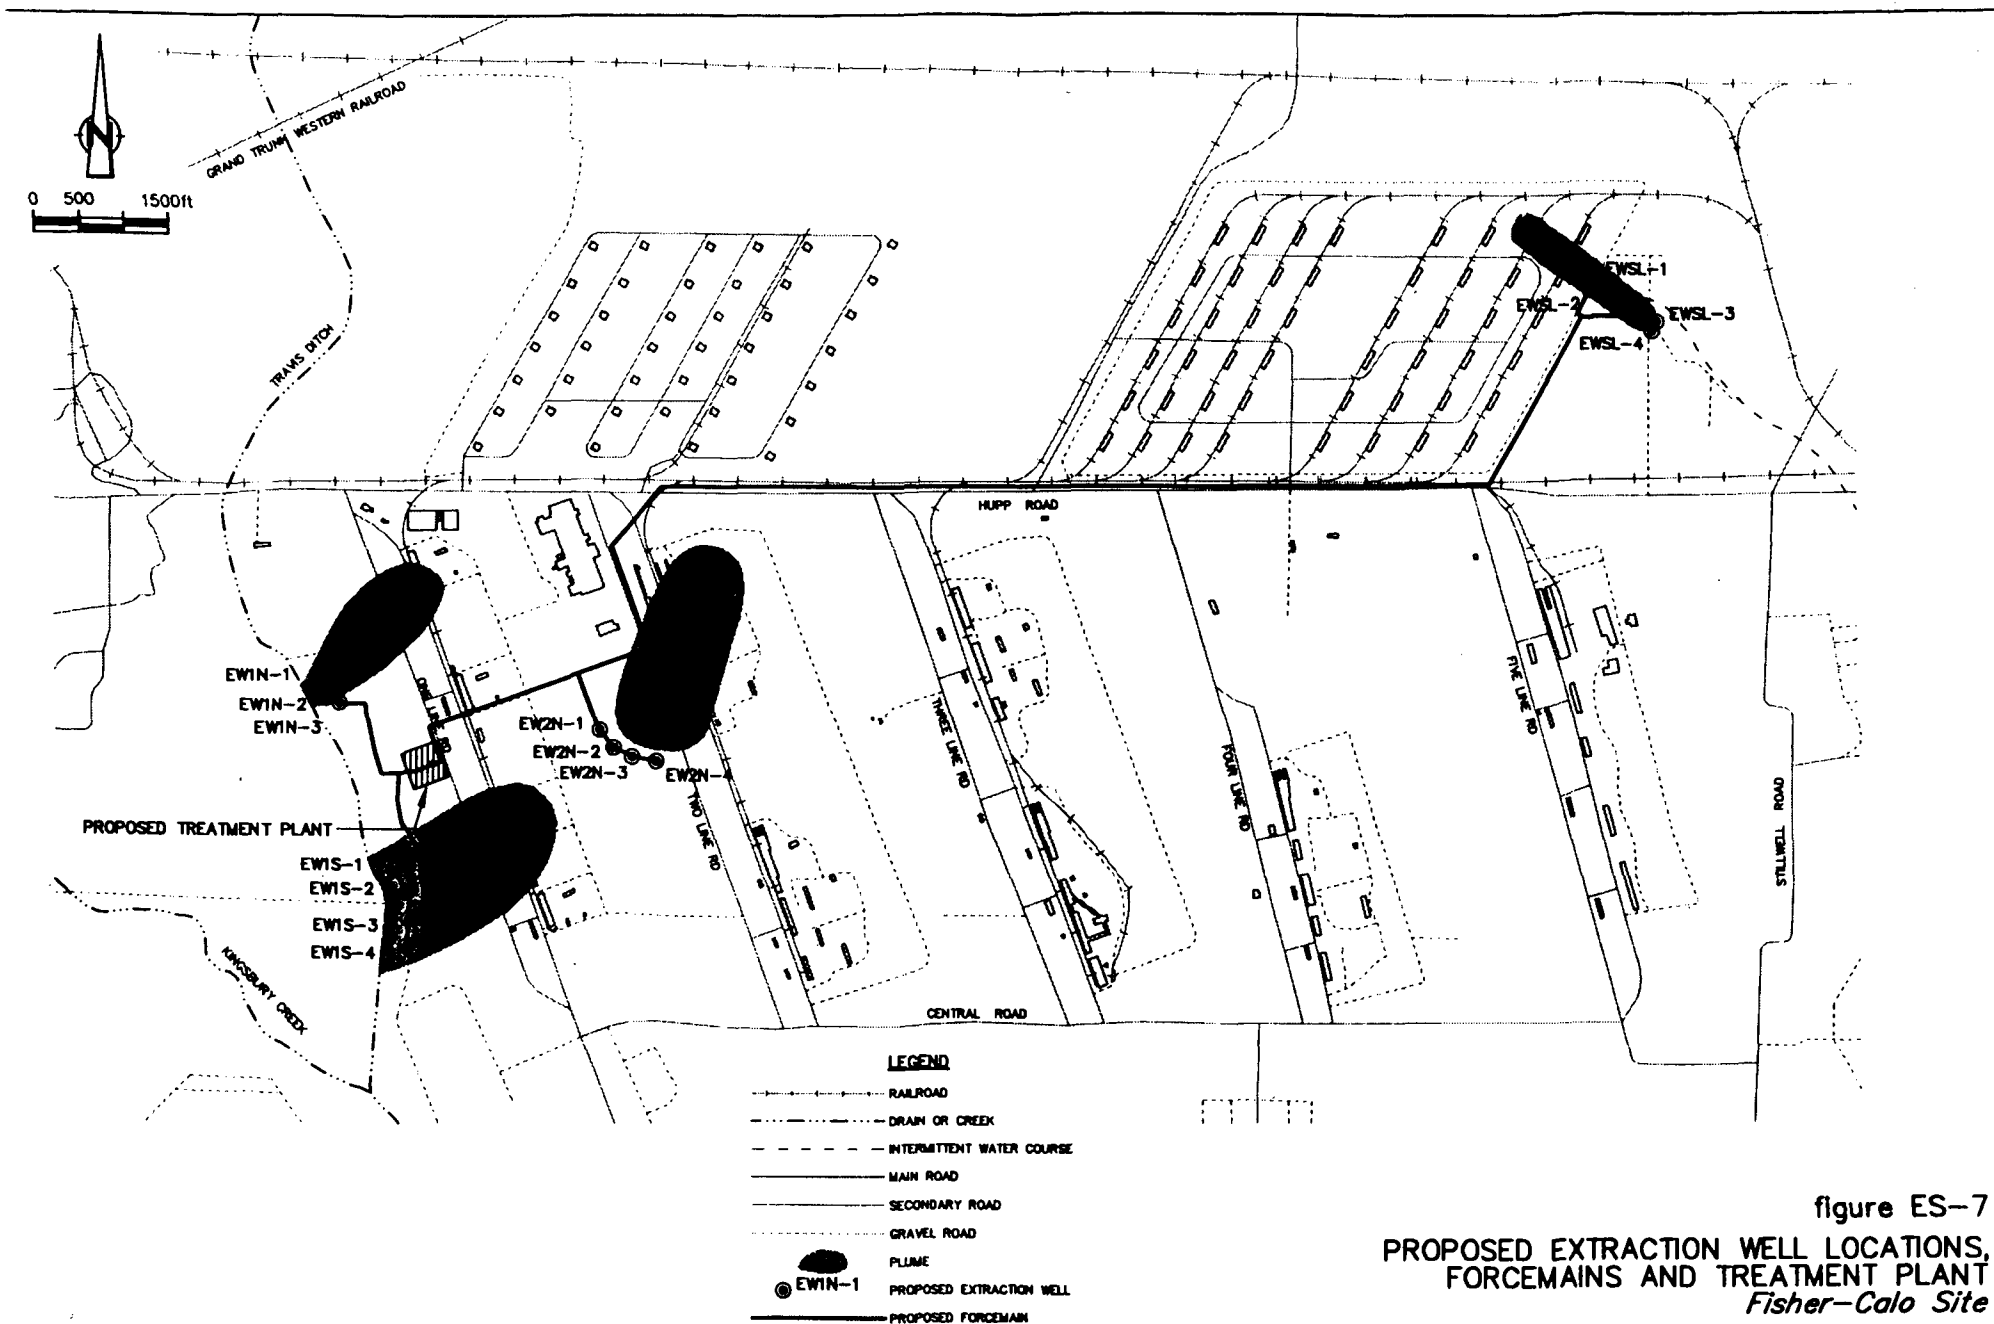 GRAND TRUNK WESTERN RAILROAD
N
0 500 1500ft
TRAVIS DITCH
EWSL-1
EWSL-2
EWSL-3
EWSL-4
HUPP ROAD
EW1N-1
EW1N-2
EW1N-3
ONE LINE RD
EW2N-1
EW2N-2
EW2N-3
EW2N-4
TWO LINE RD
THREE LINE RD
FOUR LINE RD
FIVE LINE RD
STILLWELL ROAD
PROPOSED TREATMENT PLANT
EW1S-1
EW1S-2
EW1S-3
EW1S-4
KINGSBURY CREEK
CENTRAL ROAD
LEGEND
RAILROAD
DRAIN OR CREEK
INTERMITTENT WATER COURSE
MAIN ROAD
SECONDARY ROAD
GRAVEL ROAD
PLUME
EW1N-1 PROPOSED EXTRACTION WELL
PROPOSED FORCEMAIN
figure ES-7
PROPOSED EXTRACTION WELL LOCATIONS,
FORCEMAINS AND TREATMENT PLANT
Fisher-Calo Site